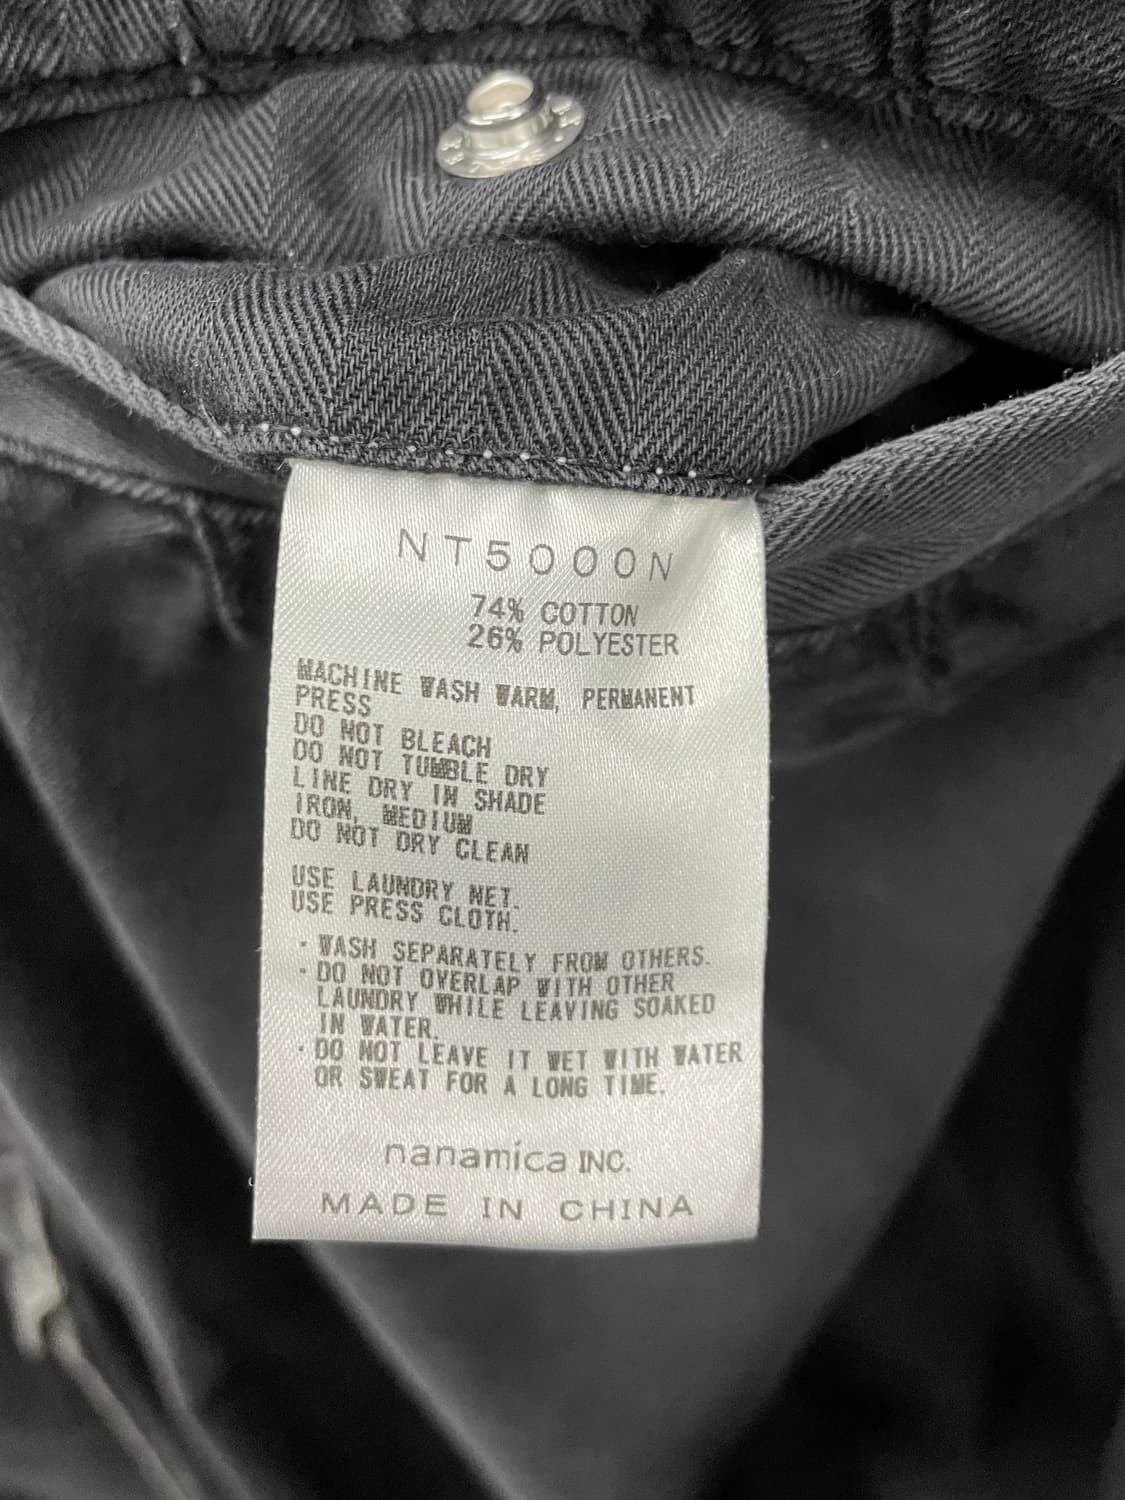 NT5000N
74% COTTON
26% POLYESTER
MACHINE WASH WARM, PERMANENT
PRESS
DO NOT BLEACH
DO NOT TUMBLE DRY
LINE DRY IN SHADE
IRON, MEDIUM
DO NOT DRY CLEAN
USE LAUNDRY NET.
USE PRESS CLOTH.
· WASH SEPARATELY FROM OTHERS.
· DO NOT OVERLAP WITH OTHER
LAUNDRY WHILE LEAVING SOAKED
IN WATER.
· DO NOT LEAVE IT WET WITH WATER
OR SWEAT FOR A LONG TIME.
nanamica INC.
MADE IN CHINA